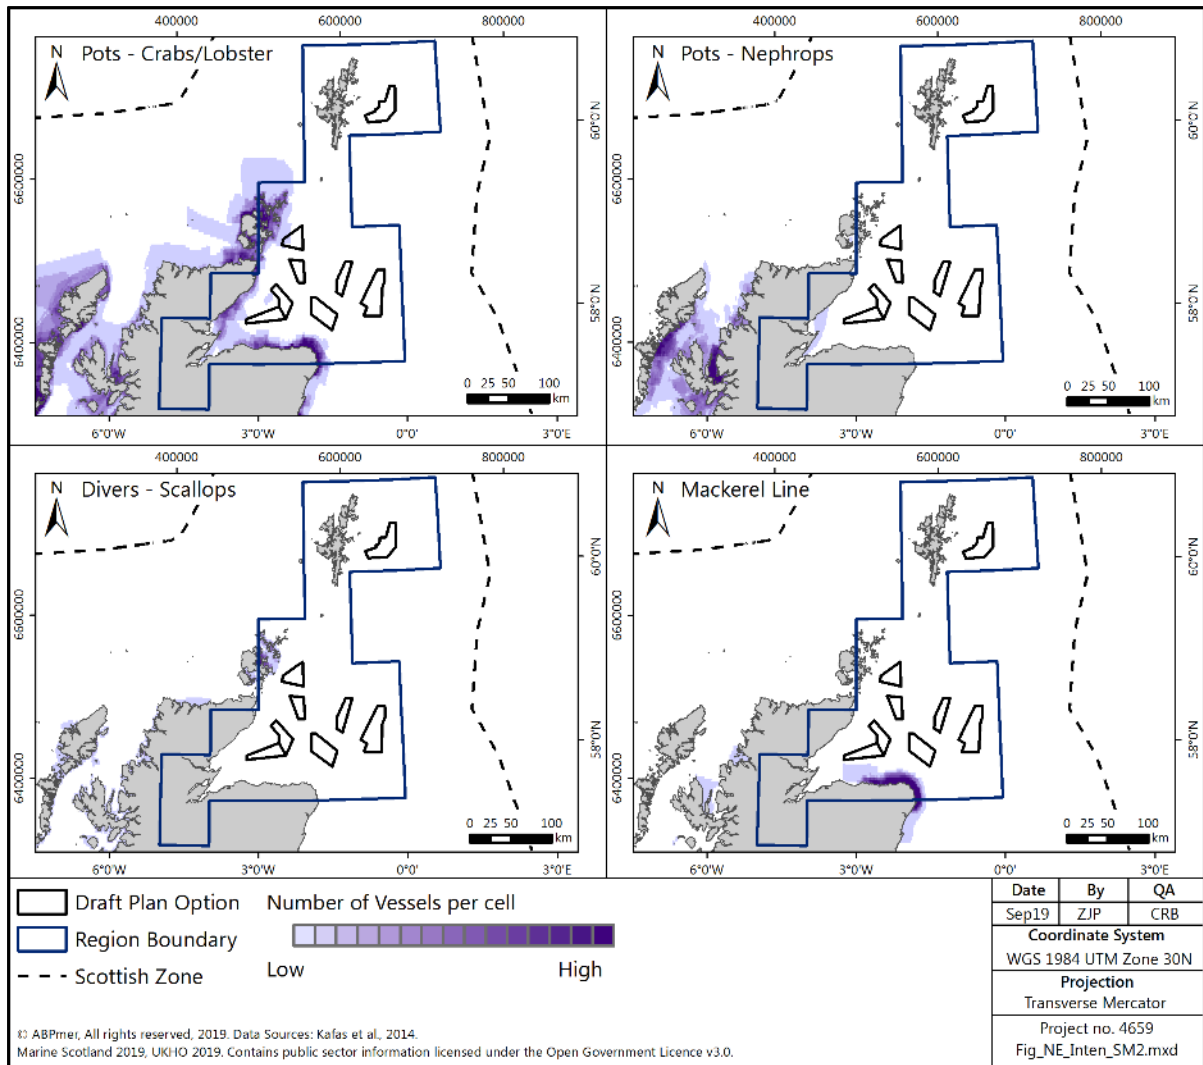 400000 600000 800000
400000 600000 800000
N
Pots - Crabs/Lobster
N
Pots - Nephrops
60°0'N
60°0'N
6600000
6600000
58°0'N
58°0'N
6400000
6400000
0 25 50 100
km
0 25 50 100
km
6°0'W 3°0'W 0°0' 3°0'E
6°0'W 3°0'W 0°0' 3°0'E
400000 600000 800000
400000 600000 800000
N
Divers - Scallops
N
Mackerel Line
60°0'N
60°0'N
6600000
6600000
58°0'N
58°0'N
6400000
6400000
0 25 50 100
km
0 25 50 100
km
6°0'W 3°0'W 0°0' 3°0'E
6°0'W 3°0'W 0°0' 3°0'E
Draft Plan Option
Region Boundary
Scottish Zone
Number of Vessels per cell
Low High
Date By QA
Sep19 ZJP CRB
Coordinate System
WGS 1984 UTM Zone 30N
Projection
Transverse Mercator
Project no. 4659
Fig_NE_Inten_SM2.mxd
© ABPmer, All rights reserved, 2019. Data Sources: Kafas et al., 2014.
Marine Scotland 2019, UKHO 2019. Contains public sector information licensed under the Open Government Licence v3.0.